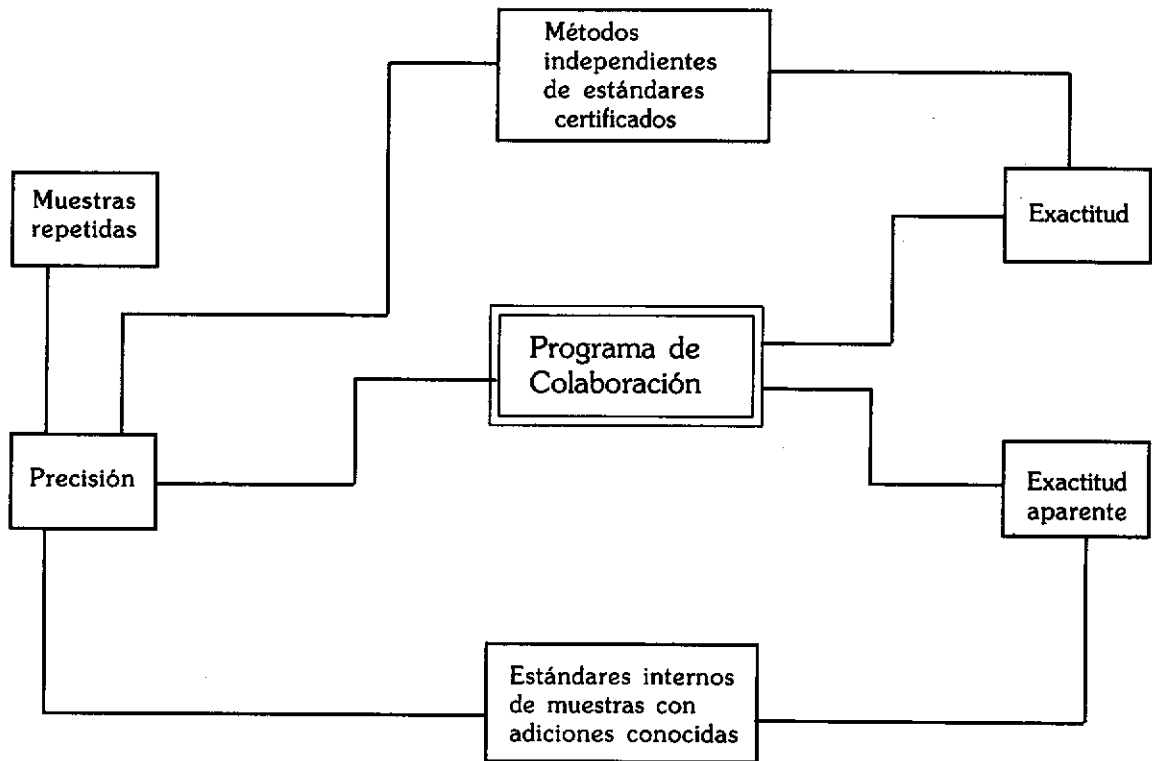 Métodos
independientes
de estándares
certificados
Muestras
repetidas
Exactitud
Programa de
Colaboración
Precisión
Exactitud
aparente
Estándares internos
de muestras con
adiciones conocidas